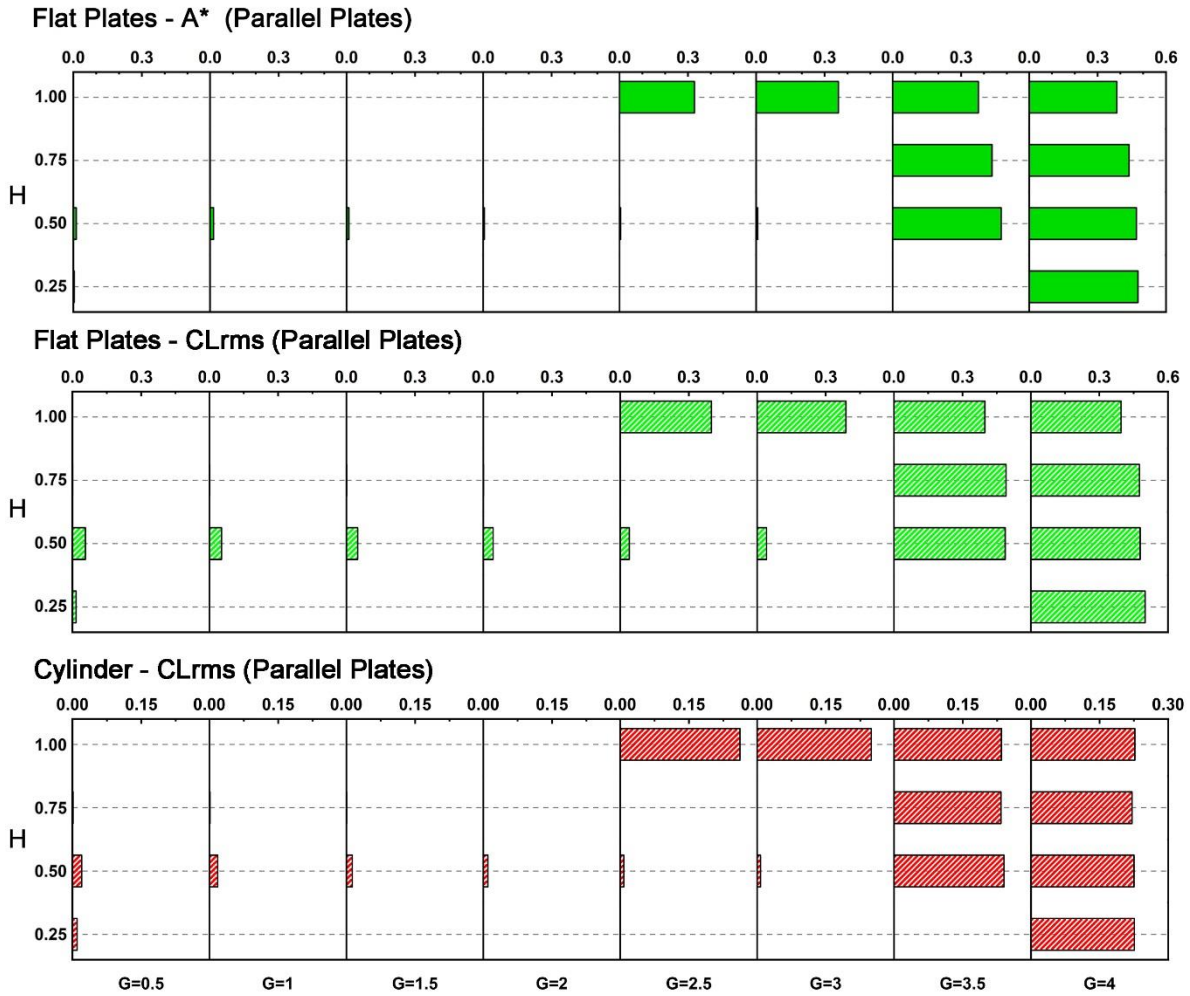 Flat Plates - A* (Parallel Plates)
0.0 0.3 0.0 0.3 0.0 0.3 0.0 0.3 0.0 0.3 0.0 0.3 0.0 0.3 0.0 0.3 0.6
1.00
0.75
H
0.50
0.25
Flat Plates - CLrms (Parallel Plates)
0.0 0.3 0.0 0.3 0.0 0.3 0.0 0.3 0.0 0.3 0.0 0.3 0.0 0.3 0.0 0.3 0.6
1.00
0.75
H
0.50
0.25
Cylinder - CLrms (Parallel Plates)
0.00 0.15 0.00 0.15 0.00 0.15 0.00 0.15 0.00 0.15 0.00 0.15 0.00 0.15 0.00 0.15 0.30
1.00
0.75
H
0.50
0.25
G=0.5 G=1 G=1.5 G=2 G=2.5 G=3 G=3.5 G=4